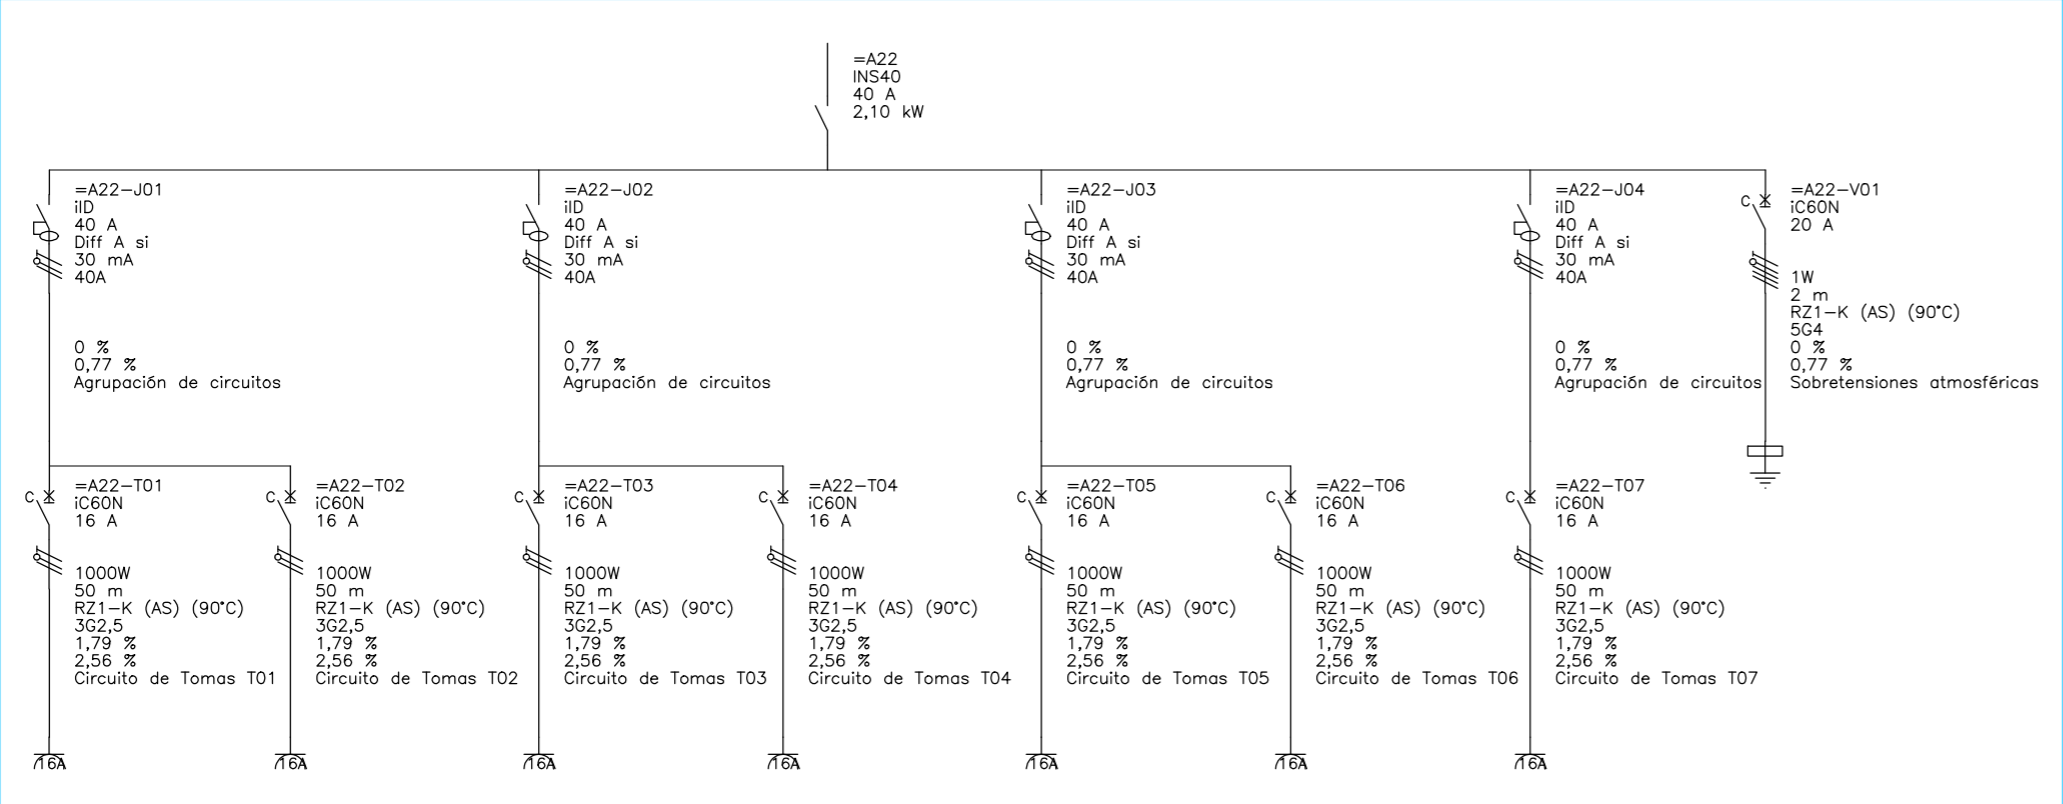 =A22
INS40
40 A
2,10 kW
=A22-J01
iID
40 A
Diff A si
30 mA
40A
0 %
0,77 %
Agrupación de circuitos
=A22-J02
iID
40 A
Diff A si
30 mA
40A
0 %
0,77 %
Agrupación de circuitos
=A22-J03
iID
40 A
Diff A si
30 mA
40A
0 %
0,77 %
Agrupación de circuitos
=A22-J04
iID
40 A
Diff A si
30 mA
40A
0 %
0,77 %
Agrupación de circuitos
C
=A22-V01
iC60N
20 A
1W
2 m
RZ1-K (AS) (90°C)
5G4
0 %
0,77 %
Sobretensiones atmosféricas
C
=A22-T01
iC60N
16 A
1000W
50 m
RZ1-K (AS) (90°C)
3G2,5
1,79 %
2,56 %
Circuito de Tomas T01
16A
C
=A22-T02
iC60N
16 A
1000W
50 m
RZ1-K (AS) (90°C)
3G2,5
1,79 %
2,56 %
Circuito de Tomas T02
16A
C
=A22-T03
iC60N
16 A
1000W
50 m
RZ1-K (AS) (90°C)
3G2,5
1,79 %
2,56 %
Circuito de Tomas T03
16A
C
=A22-T04
iC60N
16 A
1000W
50 m
RZ1-K (AS) (90°C)
3G2,5
1,79 %
2,56 %
Circuito de Tomas T04
16A
C
=A22-T05
iC60N
16 A
1000W
50 m
RZ1-K (AS) (90°C)
3G2,5
1,79 %
2,56 %
Circuito de Tomas T05
16A
C
=A22-T06
iC60N
16 A
1000W
50 m
RZ1-K (AS) (90°C)
3G2,5
1,79 %
2,56 %
Circuito de Tomas T06
16A
C
=A22-T07
iC60N
16 A
1000W
50 m
RZ1-K (AS) (90°C)
3G2,5
1,79 %
2,56 %
Circuito de Tomas T07
16A